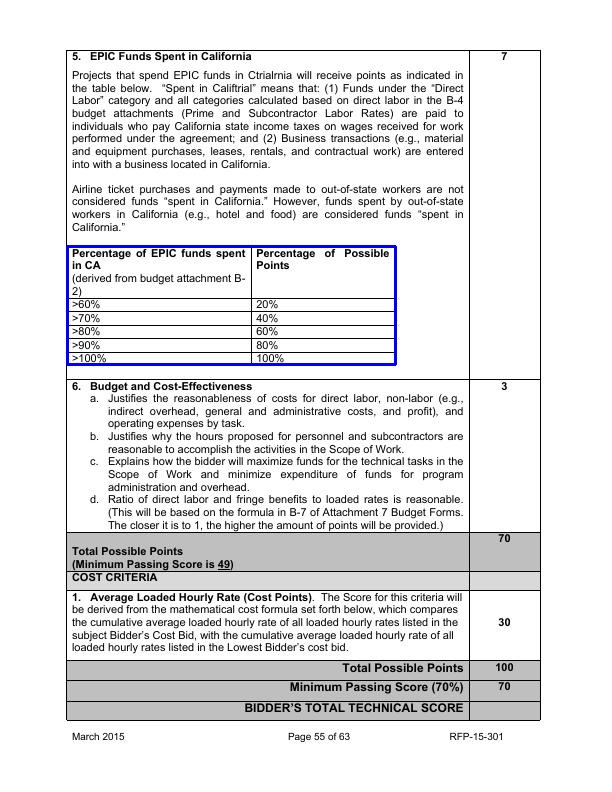 5. EPIC Funds Spent in California
7
Projects that spend EPIC funds in Ctrialrnia will receive points as indicated in
the table below. “Spent in Califtrial” means that: (1) Funds under the “Direct
Labor” category and all categories calculated based on direct labor in the B-4
budget attachments (Prime and Subcontractor Labor Rates) are paid to
individuals who pay California state income taxes on wages received for work
performed under the agreement; and (2) Business transactions (e.g., material
and equipment purchases, leases, rentals, and contractual work) are entered
into with a business located in California.
Airline ticket purchases and payments made to out-of-state workers are not
considered funds “spent in California.” However, funds spent by out-of-state
workers in California (e.g., hotel and food) are considered funds “spent in
California.”
Percentage of EPIC funds spent
in CA
(derived from budget attachment B-
2)
Percentage of Possible
Points
>60% 20%
>70% 40%
>80% 60%
>90% 80%
>100% 100%
6. Budget and Cost-Effectiveness
3
a. Justifies the reasonableness of costs for direct labor, non-labor (e.g.,
indirect overhead, general and administrative costs, and profit), and
operating expenses by task.
b. Justifies why the hours proposed for personnel and subcontractors are
reasonable to accomplish the activities in the Scope of Work.
c. Explains how the bidder will maximize funds for the technical tasks in the
Scope of Work and minimize expenditure of funds for program
administration and overhead.
d. Ratio of direct labor and fringe benefits to loaded rates is reasonable.
(This will be based on the formula in B-7 of Attachment 7 Budget Forms.
The closer it is to 1, the higher the amount of points will be provided.)
70
Total Possible Points
(Minimum Passing Score is 49)
COST CRITERIA
1. Average Loaded Hourly Rate (Cost Points). The Score for this criteria will
be derived from the mathematical cost formula set forth below, which compares
the cumulative average loaded hourly rate of all loaded hourly rates listed in the
subject Bidder’s Cost Bid, with the cumulative average loaded hourly rate of all
loaded hourly rates listed in the Lowest Bidder’s cost bid.
30
Total Possible Points 100
Minimum Passing Score (70%) 70
BIDDER’S TOTAL TECHNICAL SCORE
March 2015 Page 55 of 63 RFP-15-301